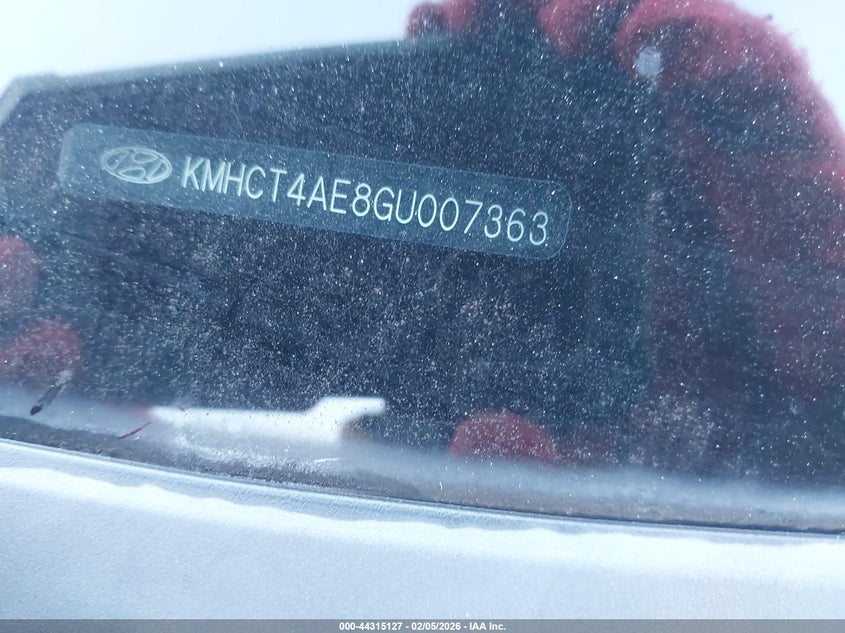 KMHCT4AE8GU007363
000-44315127 - 02/05/2026 - IAA Inc.